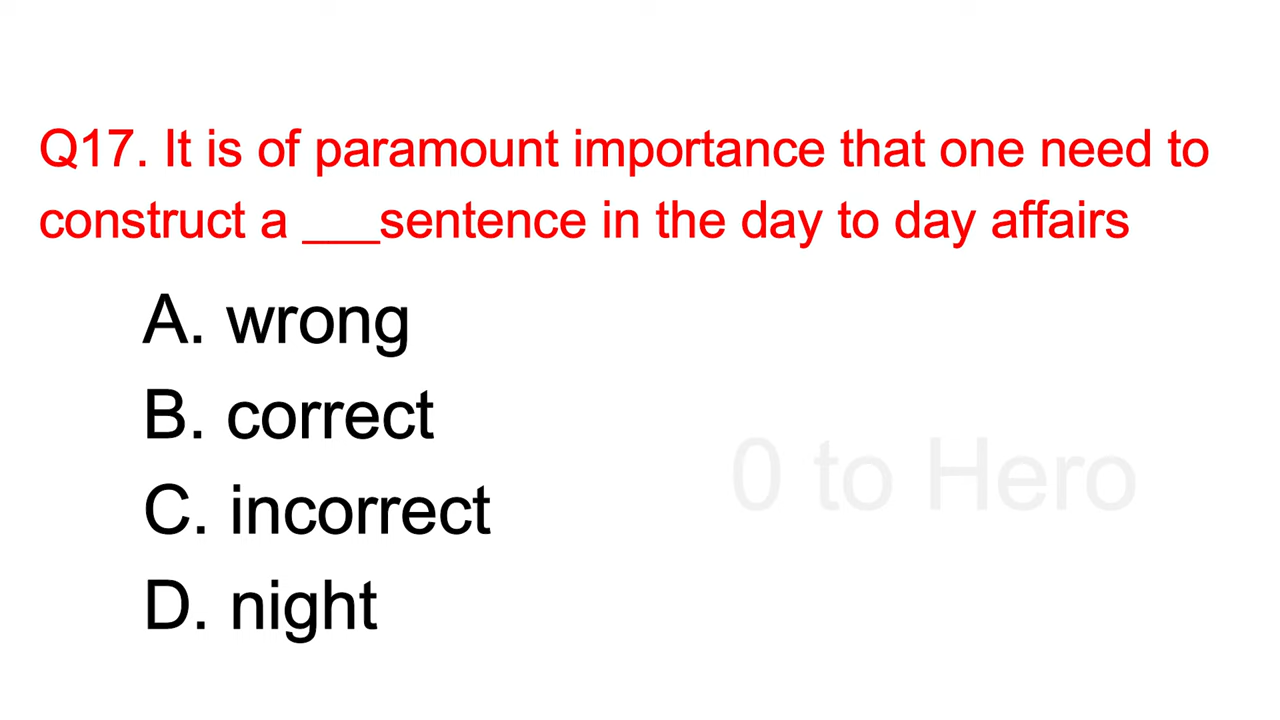 Q17. It is of paramount importance that one need to
construct a ___sentence in the day to day affairs
A. wrong
B. correct
C. incorrect
D. night
0 to Hero